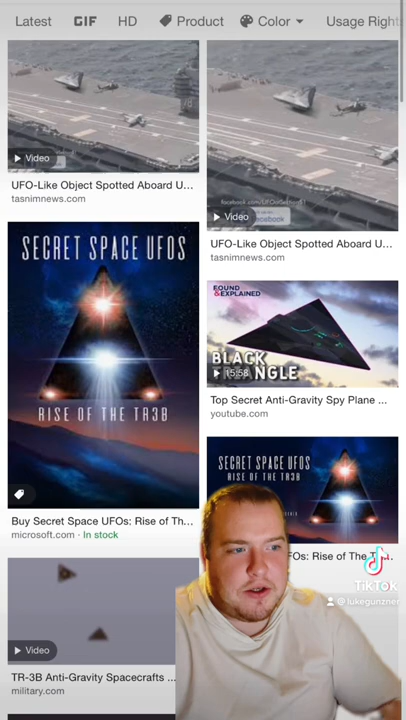 Latest GIF HD Product Color Usage Right
Video
UFO-Like Object Spotted Aboard U...
tasnimnews.com
Video
UFO-Like Object Spotted Aboard U...
tasnimnews.com
SECRET SPACE UFOS
RISE OF THE TR3B
Buy Secret Space UFOs: Rise of Th...
microsoft.com · In stock
FOUND
&EXPLAINED
BLACK
TRIANGLE
15:58
Top Secret Anti-Gravity Spy Plane ...
youtube.com
SECRET SPACE UFOS
RISE OF THE TR3B
FOs: Rise of The
TikTok
@lukegunzner
Video
TR-3B Anti-Gravity Spacecrafts ...
military.com